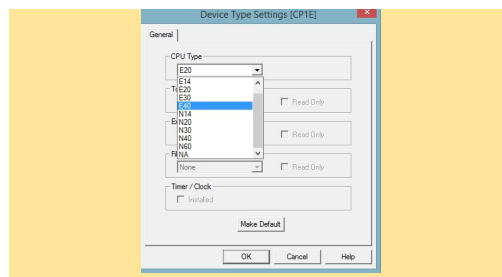 Device Type Settings [CP1E]
General
CPU Type
E20
E14
E20
E30
E40
N14
N20
N30
N40
N60
NA
Read Only
Read Only
None
Read Only
Timer / Clock
Installed
Make Default
OK
Cancel
Help